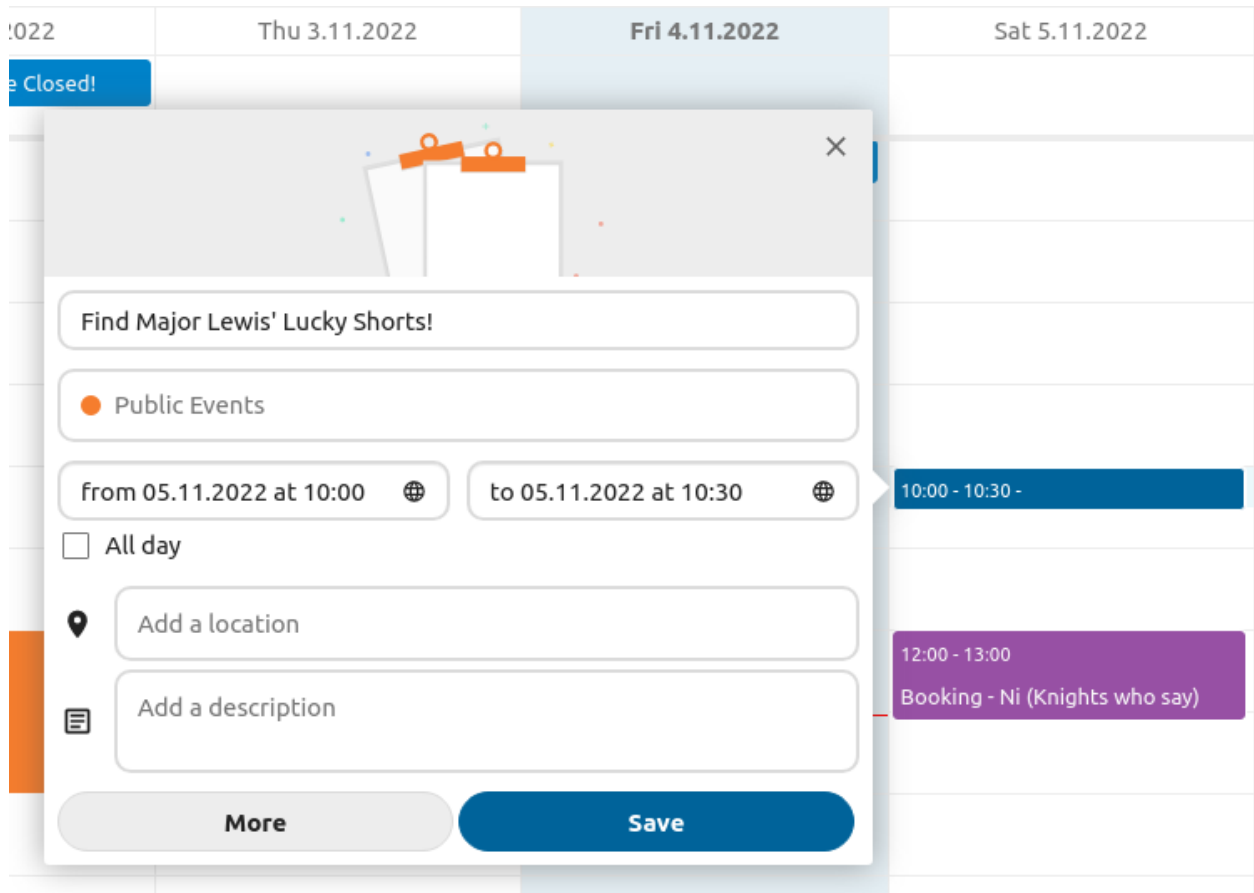 :2022
Thu 3.11.2022
Fri 4.11.2022
Sat 5.11.2022
Closed!
Find Major Lewis' Lucky Shorts!
Public Events
from 05.11.2022 at 10:00
to 05.11.2022 at 10:30
10:00 - 10:30 -
All day
Add a location
12:00 - 13:00
Booking - Ni (Knights who say)
Add a description
More
Save